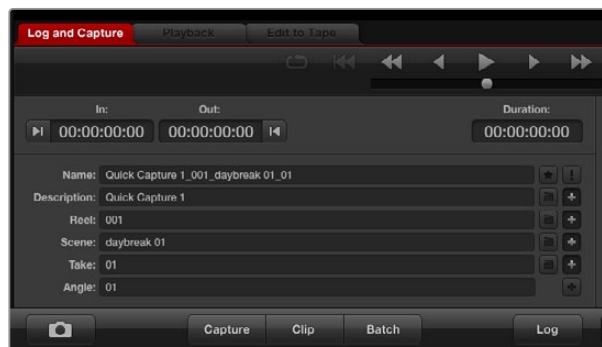 Log and Capture Playback Edit to Tape
In: Out: Duration:
00:00:00:00 00:00:00:00 00:00:00:00
Name: Quick Capture 1_001_daybreak 01_01
Description: Quick Capture 1
Reel: 001
Scene: daybreak 01
Take: 01
Angle: 01
Capture Clip Batch Log